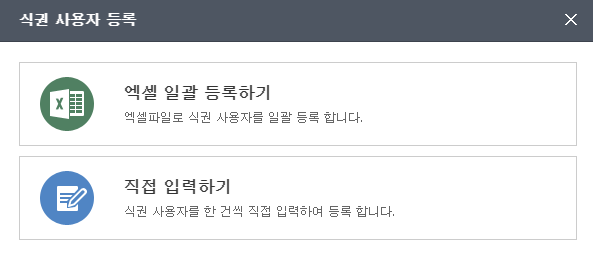 식권 사용자 등록
엑셀 일괄 등록하기
엑셀파일로 식권 사용자를 일괄 등록 합니다.
직접 입력하기
식권 사용자를 한 건씩 직접 입력하여 등록 합니다.